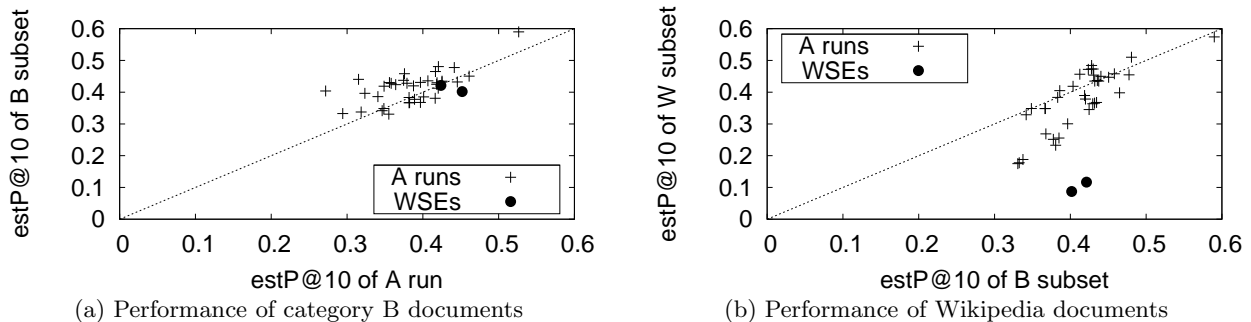 0.6
0.5
0.4
0.3
0.2
0.1
0
estP@10 of B subset
A runs
WSEs
0 0.1 0.2 0.3 0.4 0.5 0.6
estP@10 of A run
(a) Performance of category B documents
0.6
0.5
0.4
0.3
0.2
0.1
0
estP@10 of W subset
A runs
WSEs
0 0.1 0.2 0.3 0.4 0.5 0.6
estP@10 of B subset
(b) Performance of Wikipedia documents